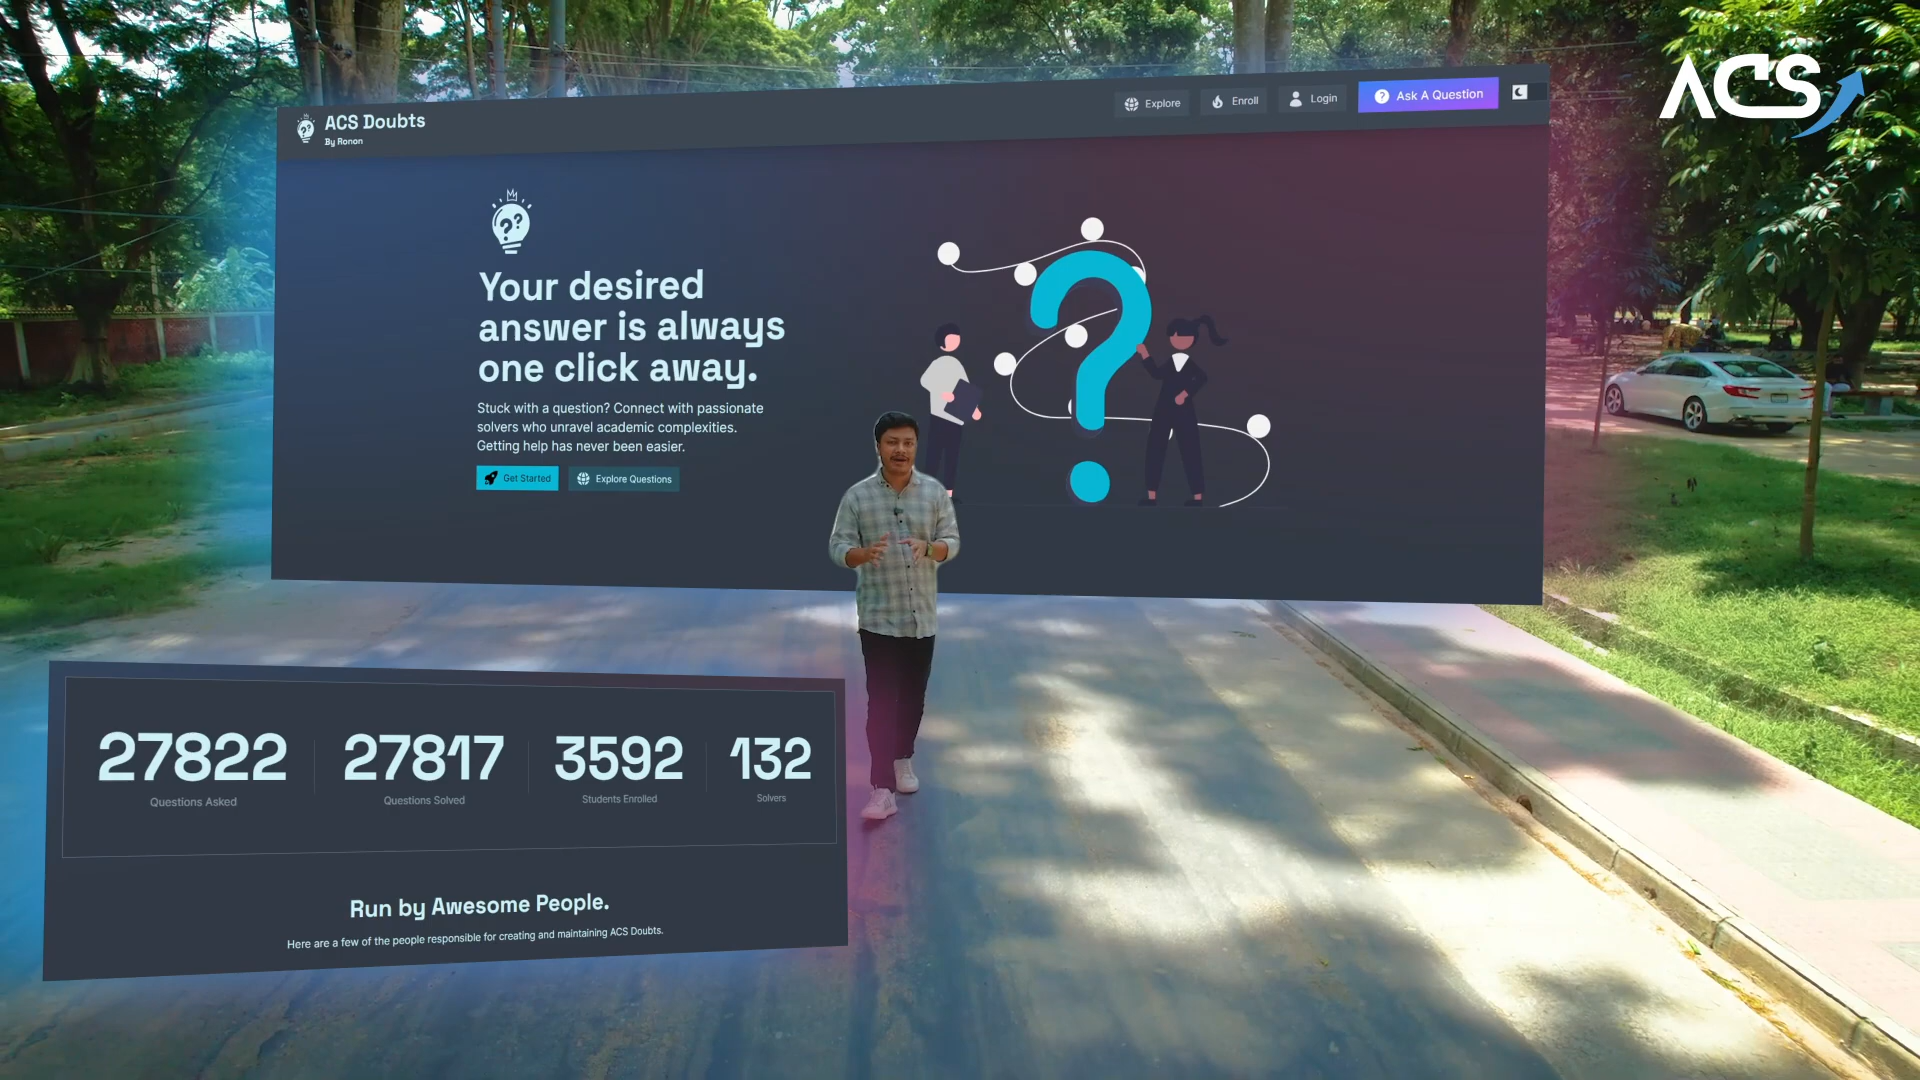 ACS
ACS Doubts
By Ronon
Explore
Enroll
Login
? Ask A Question
??
Your desired
answer is always
one click away.
Stuck with a question? Connect with passionate
solvers who unravel academic complexities.
Getting help has never been easier.
Get Started
Explore Questions
?
27822
Questions Asked
27817
Questions Solved
3592
Students Enrolled
132
Solvers
Run by Awesome People.
Here are a few of the people responsible for creating and maintaining ACS Doubts.